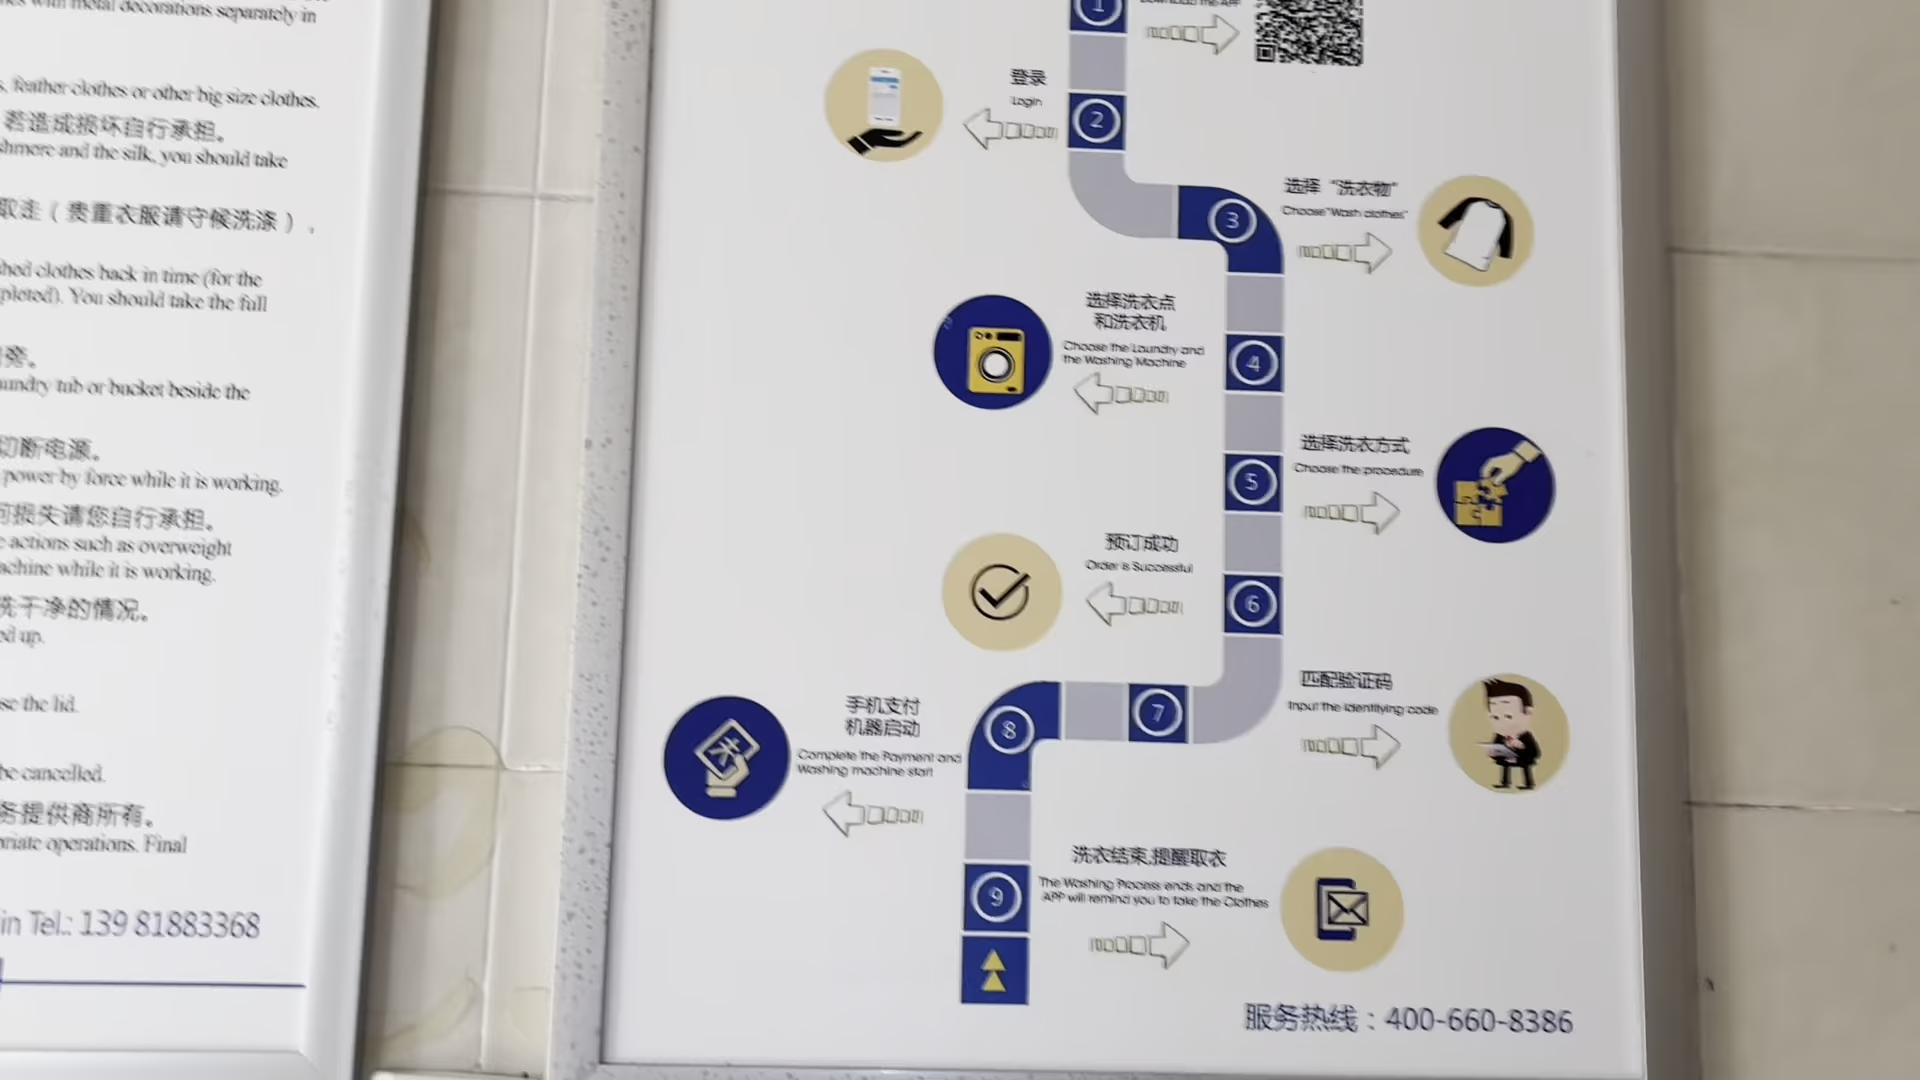 with metal decorations separately in
feather clothes or other big size clothes.
若造成损坏自行承担。
and the silk, you should take
取走（贵重衣服请守候洗涤），
clothes back in time (for the
You should take the full
tub or bucket beside the
切断电源。
power by force while it is working.
损失请您自行承担。
actions such as overweight
while it is working.
洗干净的情况。
up.
the lid.
be cancelled.
务提供商所有。
operations. Final
Tel.: 139 81883368
1
Download the APP
登录
Login
2
选择“洗衣物”
Choose"Wash clothes"
3
选择洗衣点
和洗衣机
Choose the Laundry and
the Washing Machine
4
选择洗衣方式
Choose the procedure
5
预订成功
Order is Successful
6
匹配验证码
Input the identifying code
7
手机支付
机器启动
Complete the Payment and
Washing machine start
8
洗衣结束,提醒取衣
The Washing Process ends and the
APP will remind you to take the Clothes
9
服务热线：400-660-8386